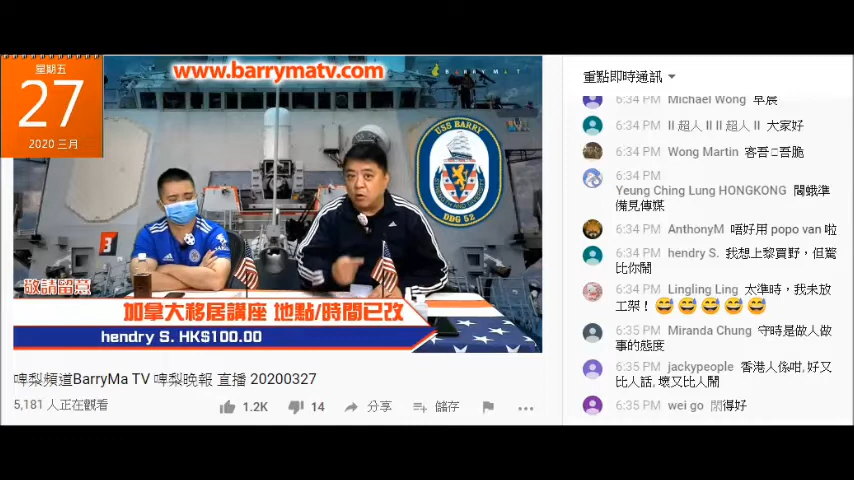 www.barrymatv.com
BARRY MAT
星期五
27
2020 三月
USS BARRY
DDG 52
3
敬請留意
加拿大移居講座 地點/時間已改
hendry S. HK$100.00
啤梨頻道BarryMa TV 啤梨晚報 直播 20200327
5,181 人正在觀看
1.2K
14
分享
儲存
重點即時通訊
6:34 PM Michael Wong 早晨
6:34 PM II 超人 II II 超人 II 大家好
6:34 PM Wong Martin 客吾□吾脆
6:34 PM
Yeung Ching Lung HONGKONG 閪蛾準
備見傳媒
6:34 PM AnthonyM 唔好用 popo van 啦
6:34 PM hendry S. 我想上黎買野，但驚
比你鬧
6:34 PM Lingling Ling 太準時，我未放
工架！😅😅😅😅😅
6:35 PM Miranda Chung 守時是做人做
事的態度
6:35 PM jackypeople 香港人係咁, 好又
比人話, 壞又比人鬧
6:35 PM wei go 閙得好